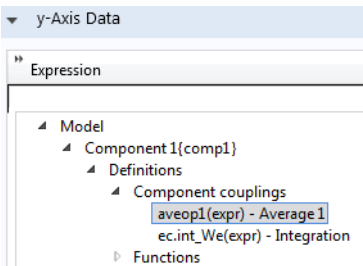 y-Axis Data
Expression
Model
Component 1{comp1}
Definitions
Component couplings
aveop1(expr) - Average 1
ec.int_We(expr) - Integration
Functions